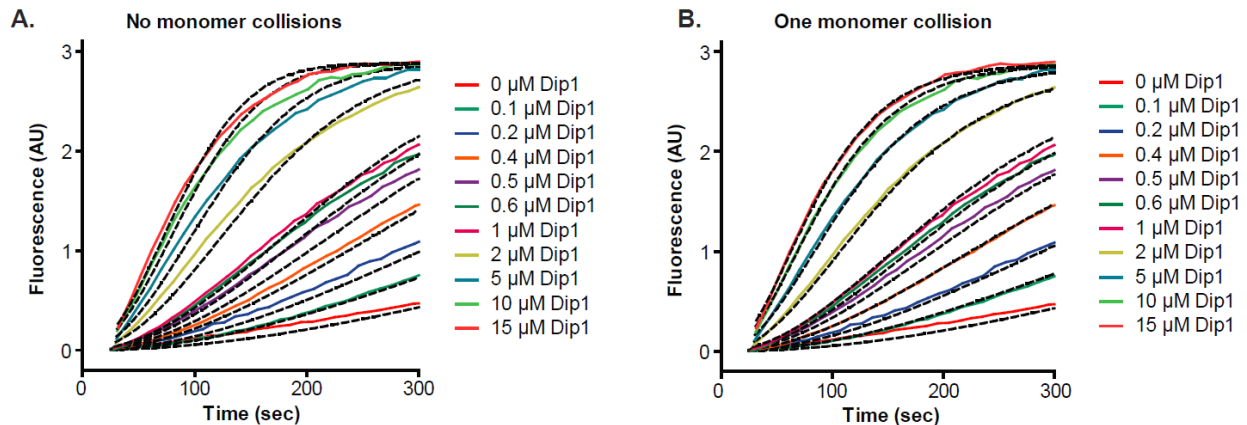 A.
No monomer collisions
Fluorescence (AU)
3
2
1
0
0
100
200
300
Time (sec)
0 µM Dip1
0.1 µM Dip1
0.2 µM Dip1
0.4 µM Dip1
0.5 µM Dip1
0.6 µM Dip1
1 µM Dip1
2 µM Dip1
5 µM Dip1
10 µM Dip1
15 µM Dip1
B.
One monomer collision
Fluorescence (AU)
3
2
1
0
0
100
200
300
Time (sec)
0 µM Dip1
0.1 µM Dip1
0.2 µM Dip1
0.4 µM Dip1
0.5 µM Dip1
0.6 µM Dip1
1 µM Dip1
2 µM Dip1
5 µM Dip1
10 µM Dip1
15 µM Dip1